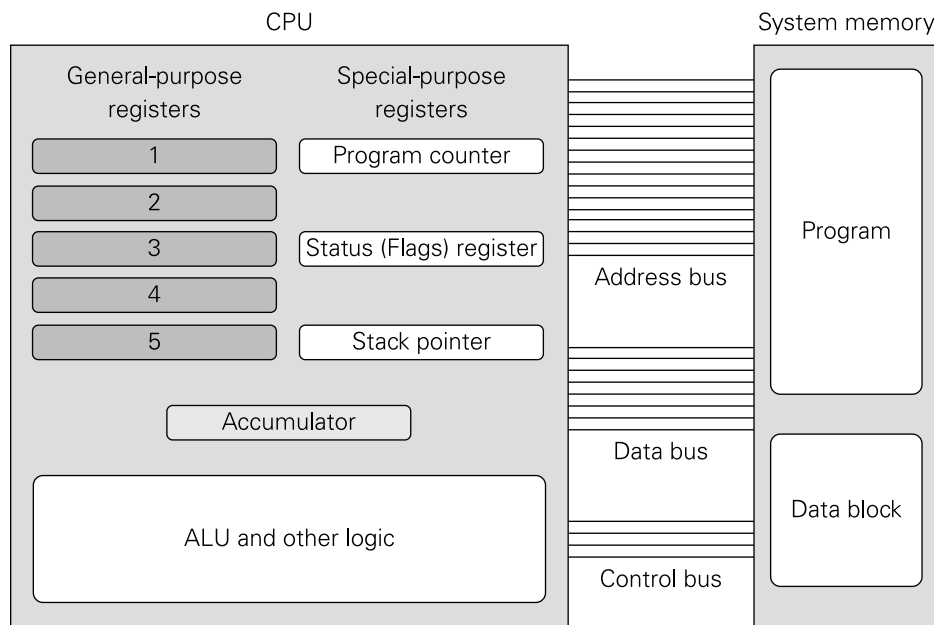 CPU
System memory
General-purpose
registers
Special-purpose
registers
1
Program counter
2
3
Status (Flags) register
4
5
Stack pointer
Accumulator
ALU and other logic
Address bus
Data bus
Control bus
Program
Data block